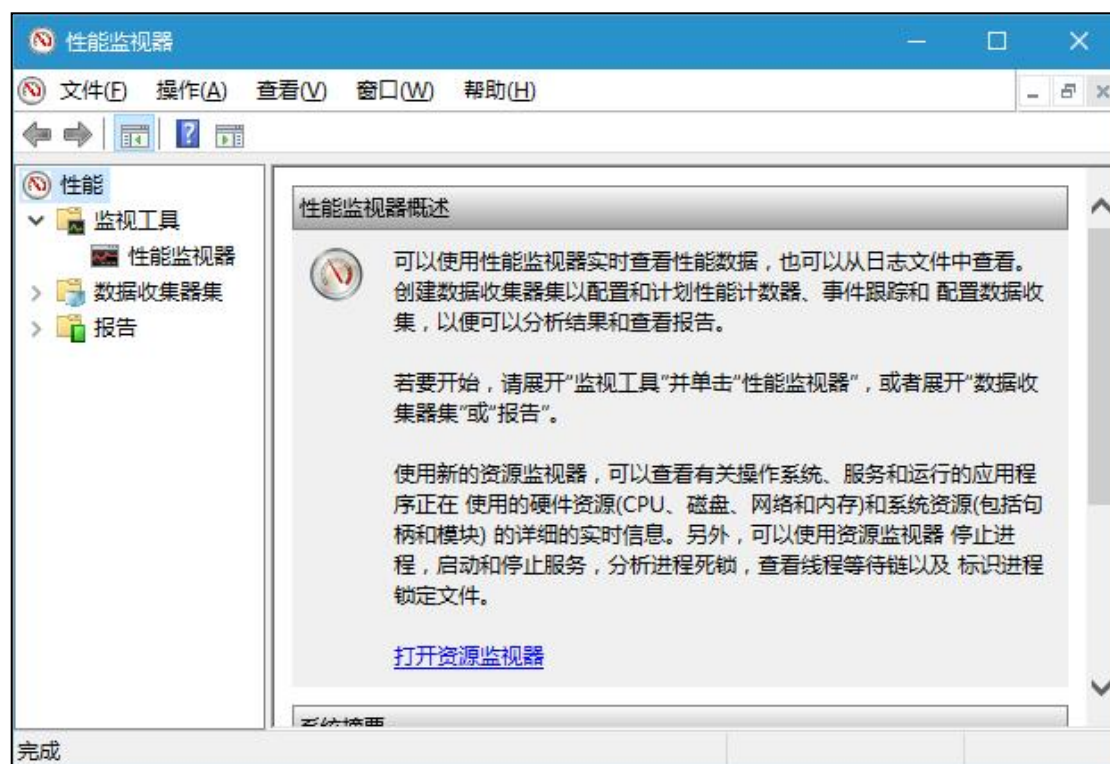 性能监视器
文件(F) 操作(A) 查看(V) 窗口(W) 帮助(H)
性能
监视工具
性能监视器
数据收集器集
报告
性能监视器概述
可以使用性能监视器实时查看性能数据，也可以从日志文件中查看。
创建数据收集器集以配置和计划性能计数器、事件跟踪和 配置数据收
集，以便可以分析结果和查看报告。
若要开始，请展开“监视工具”并单击“性能监视器”，或者展开“数据收
集器集”或“报告”。
使用新的资源监视器，可以查看有关操作系统、服务和运行的应用程
序正在 使用的硬件资源(CPU、磁盘、网络和内存)和系统资源(包括句
柄和模块) 的详细的实时信息。另外，可以使用资源监视器 停止进
程，启动和停止服务，分析进程死锁，查看线程等待链以及 标识进程
锁定文件。
打开资源监视器
系统摘要
完成